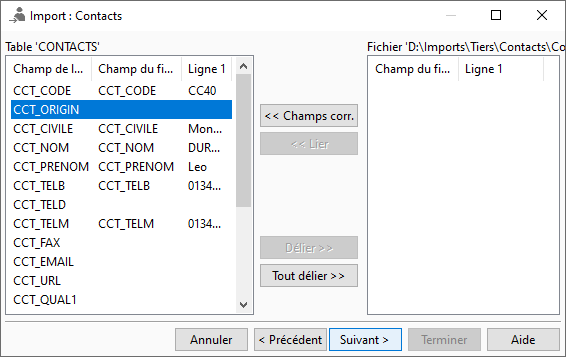 Import : Contacts
Table 'CONTACTS'
Fichier 'D:\Imports\Tiers\Contacts\Co
Champ de l... Champ du fi... Ligne 1
CCT_CODE CCT_CODE CC40
CCT_ORIGIN
CCT_CIVILE CCT_CIVILE Mon...
CCT_NOM CCT_NOM DUR...
CCT_PRENOM CCT_PRENOM Leo
CCT_TELB CCT_TELB 0134...
CCT_TELD
CCT_TELM CCT_TELM 0134...
CCT_FAX
CCT_EMAIL
CCT_URL
CCT_QUAL1
<< Champs corr.
<< Lier
Délier >>
Tout délier >>
Champ du fi... Ligne 1
Annuler
< Précédent
Suivant >
Terminer
Aide